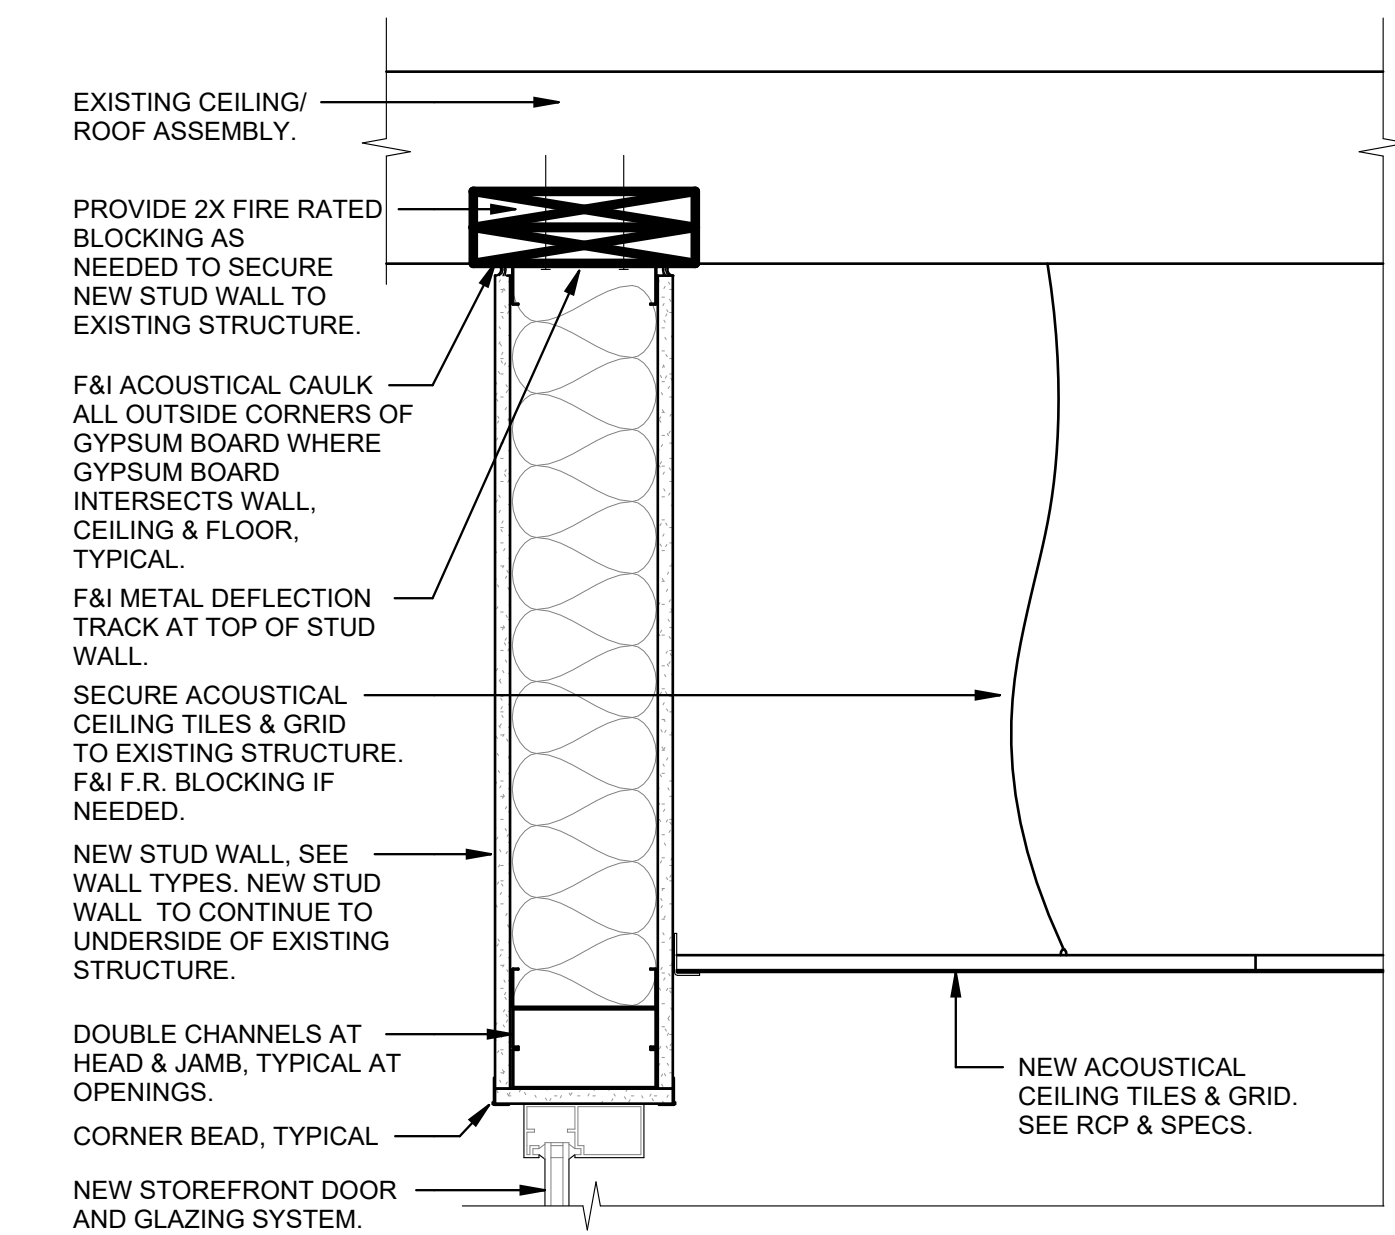 EXISTING CEILING/
ROOF ASSEMBLY.
PROVIDE 2X FIRE RATED
BLOCKING AS
NEEDED TO SECURE
NEW STUD WALL TO
EXISTING STRUCTURE.
F&I ACOUSTICAL CAULK
ALL OUTSIDE CORNERS OF
GYPSUM BOARD WHERE
GYPSUM BOARD
INTERSECTS WALL,
CEILING & FLOOR,
TYPICAL.
F&I METAL DEFLECTION
TRACK AT TOP OF STUD
WALL.
SECURE ACOUSTICAL
CEILING TILES & GRID
TO EXISTING STRUCTURE.
F&I F.R. BLOCKING IF
NEEDED.
NEW STUD WALL, SEE
WALL TYPES. NEW STUD
WALL  TO CONTINUE TO
UNDERSIDE OF EXISTING
STRUCTURE.
DOUBLE CHANNELS AT
HEAD & JAMB, TYPICAL AT
OPENINGS.
CORNER BEAD, TYPICAL
NEW STOREFRONT DOOR
AND GLAZING SYSTEM.
NEW ACOUSTICAL
CEILING TILES & GRID.
SEE RCP & SPECS.